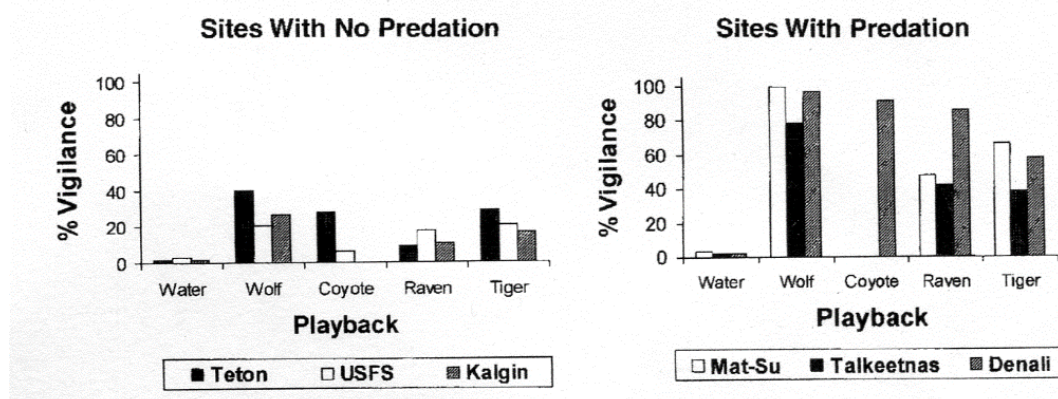 Sites With No Predation
% Vigilance
100
80
60
40
20
0
Water Wolf Coyote Raven Tiger
Playback
Teton USFS Kalgin
Sites With Predation
% Vigilance
100
80
60
40
20
0
Water Wolf Coyote Raven Tiger
Playback
Mat-Su Talkeetnas Denali